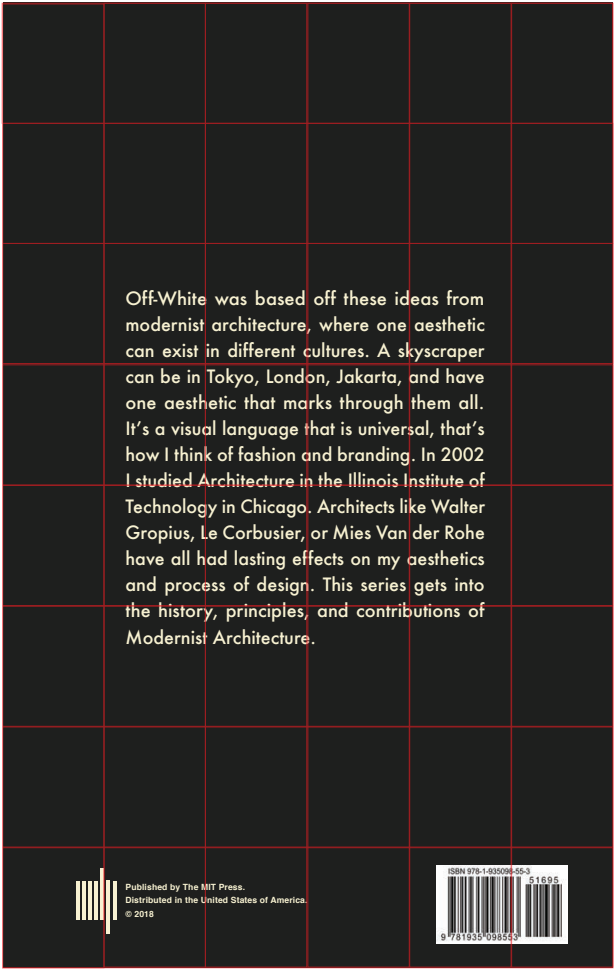 Off-White was based off these ideas from
modernist architecture, where one aesthetic
can exist in different cultures. A skyscraper
can be in Tokyo, London, Jakarta, and have
one aesthetic that marks through them all.
It's a visual language that is universal, that's
how I think of fashion and branding. In 2002
I studied Architecture in the Illinois Institute of
Technology in Chicago. Architects like Walter
Gropius, Le Corbusier, or Mies Van der Rohe
have all had lasting effects on my aesthetics
and process of design. This series gets into
the history, principles, and contributions of
Modernist Architecture.
Published by The MIT Press.
Distributed in the United States of America.
© 2018
ISBN 978-1-935098-55-3
51695
9 781935 098553